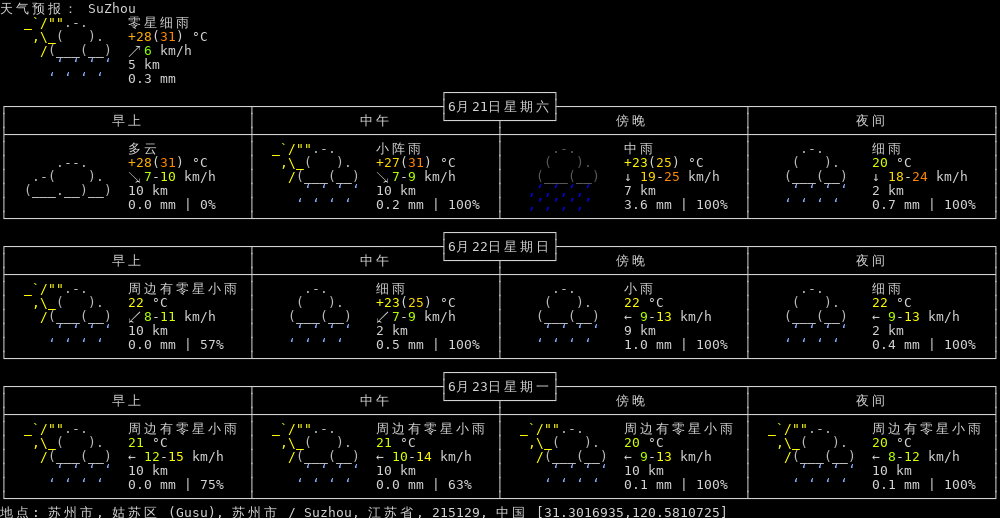 天气预报： SuZhou
零星细雨
+28(31) °C
↗6 km/h
5 km
0.3 mm
6月21日星期六
早上 中午 傍晚 夜间
多云 小阵雨 中雨 细雨
+28(31) °C +27(31) °C +23(25) °C 20 °C
↘7-10 km/h ↘7-9 km/h ↓ 19-25 km/h ↓ 18-24 km/h
10 km 10 km 7 km 2 km
0.0 mm | 0% 0.2 mm | 100% 3.6 mm | 100% 0.7 mm | 100%
6月22日星期日
早上 中午 傍晚 夜间
周边有零星小雨 细雨 小雨 细雨
22 °C +23(25) °C 22 °C 22 °C
↙8-11 km/h ↙7-9 km/h ← 9-13 km/h ← 9-13 km/h
10 km 2 km 9 km 2 km
0.0 mm | 57% 0.5 mm | 100% 1.0 mm | 100% 0.4 mm | 100%
6月23日星期一
早上 中午 傍晚 夜间
周边有零星小雨 周边有零星小雨 周边有零星小雨 周边有零星小雨
21 °C 21 °C 20 °C 20 °C
← 12-15 km/h ← 10-14 km/h ← 9-13 km/h ← 8-12 km/h
10 km 10 km 10 km 10 km
0.0 mm | 75% 0.0 mm | 63% 0.1 mm | 100% 0.1 mm | 100%
地点: 苏州市, 姑苏区 (Gusu), 苏州市 / Suzhou, 江苏省, 215129, 中国 [31.3016935,120.5810725]